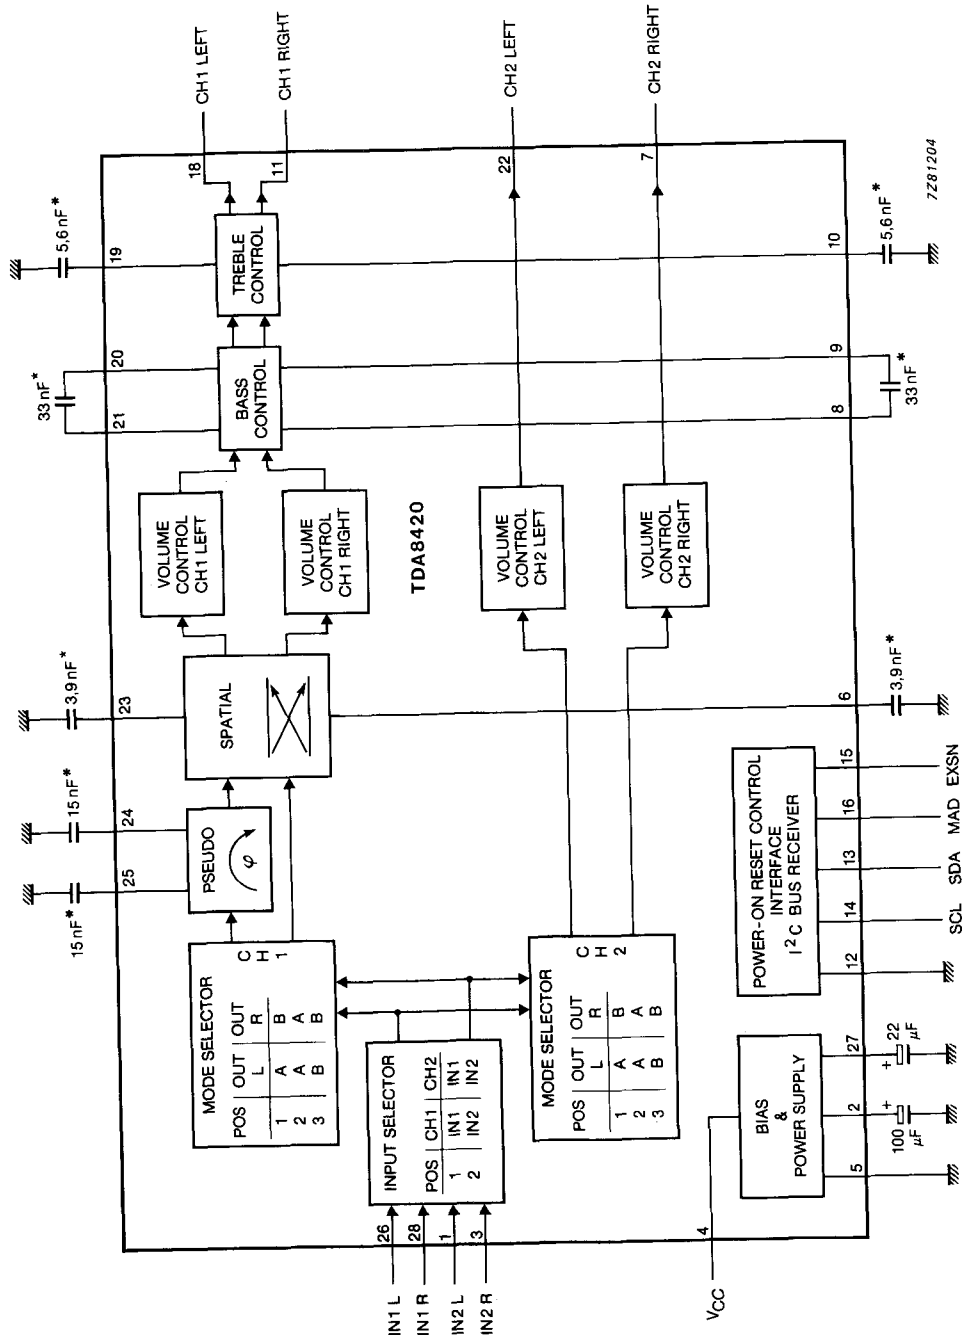 CH1 LEFT
CH1 RIGHT
CH2 LEFT
CH2 RIGHT
18
11
22
7
5,6 nF*
19
TREBLE
CONTROL
10
5,6 nF*
7Z81204
33 nF*
20
21
BASS
CONTROL
9
8
33 nF*
VOLUME
CONTROL
CH1 LEFT
VOLUME
CONTROL
CH1 RIGHT
TDA8420
VOLUME
CONTROL
CH2 LEFT
VOLUME
CONTROL
CH2 RIGHT
3,9 nF*
23
SPATIAL
6
3,9 nF*
15 nF*
24
15 nF*
25
PSEUDO
φ
MODE SELECTOR
POS OUT OUT C
L R H
1 A B 1
2 A A
3 B B
INPUT SELECTOR
POS CH1 CH2
1 IN1 IN1
2 IN2 IN2
MODE SELECTOR
POS OUT OUT C
L R H
1 A B 2
2 A A
3 B B
IN1 L 26
IN1 R 28
IN2 L 1
IN2 R 3
POWER-ON RESET CONTROL
INTERFACE
I²C BUS RECEIVER
12 14 13 16 15
SCL SDA MAD EXSN
VCC 4
BIAS
&
POWER SUPPLY
5 2 27
+ +
100 μF
22 μF